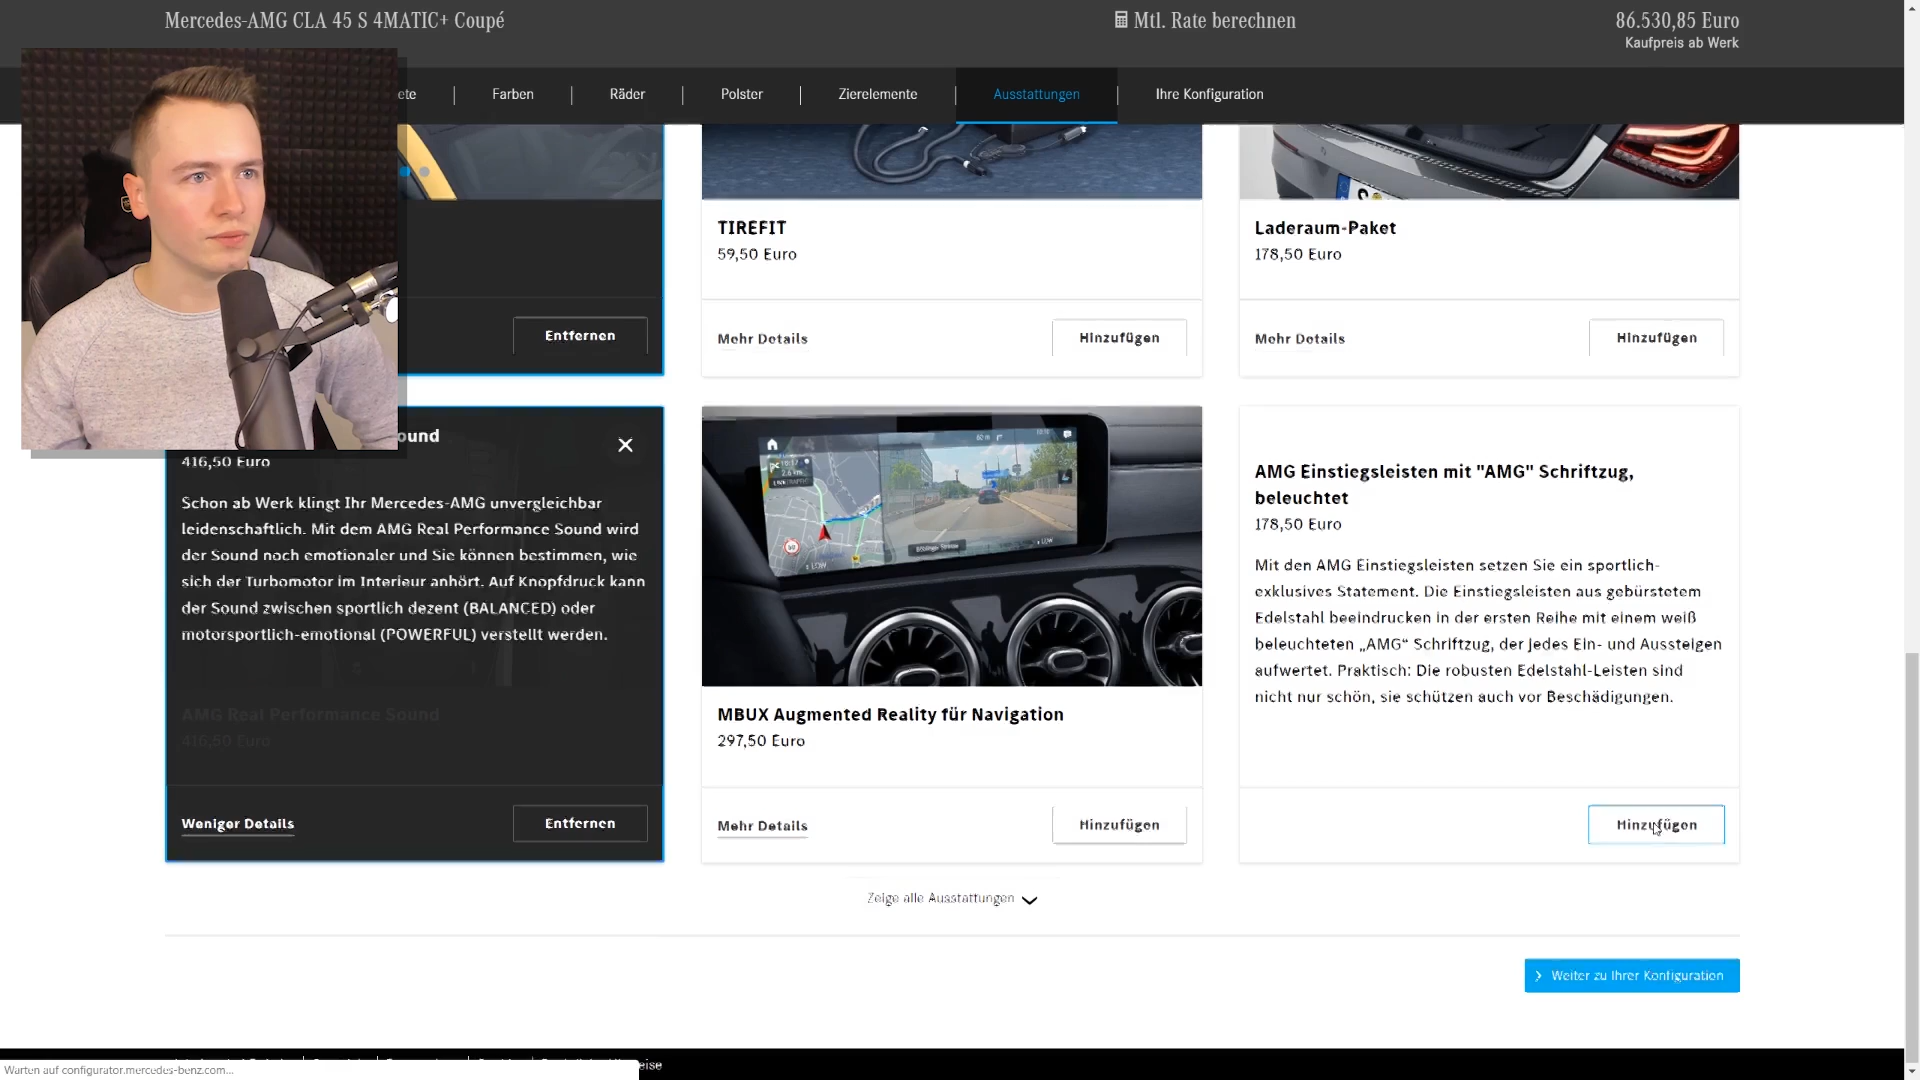 Mercedes-AMG CLA 45 S 4MATIC+ Coupé
Mtl. Rate berechnen
86.530,85 Euro
Kaufpreis ab Werk
Farben
Räder
Polster
Zierelemente
Ausstattungen
Ihre Konfiguration
TIREFIT
59,50 Euro
Laderaum-Paket
178,50 Euro
Entfernen
Mehr Details
Hinzufügen
Mehr Details
Hinzufügen
ound
416,50 Euro
Schon ab Werk klingt Ihr Mercedes-AMG unvergleichbar
leidenschaftlich. Mit dem AMG Real Performance Sound wird
der Sound noch emotionaler und Sie können bestimmen, wie
sich der Turbomotor im Interieur anhört. Auf Knopfdruck kann
der Sound zwischen sportlich dezent (BALANCED) oder
motorsportlich-emotional (POWERFUL) verstellt werden.
AMG Real Performance Sound
416,50 Euro
Weniger Details
Entfernen
MBUX Augmented Reality für Navigation
297,50 Euro
Mehr Details
Hinzufügen
AMG Einstiegsleisten mit "AMG" Schriftzug,
beleuchtet
178,50 Euro
Mit den AMG Einstiegsleisten setzen Sie ein sportlich-
exklusives Statement. Die Einstiegsleisten aus gebürstetem
Edelstahl beeindrucken in der ersten Reihe mit einem weiß
beleuchteten „AMG“ Schriftzug, der jedes Ein- und Aussteigen
aufwertet. Praktisch: Die robusten Edelstahl-Leisten sind
nicht nur schön, sie schützen auch vor Beschädigungen.
Hinzufügen
Zeige alle Ausstattungen
Weiter zu Ihrer Konfiguration
Warten auf configurator.mercedes-benz.com...